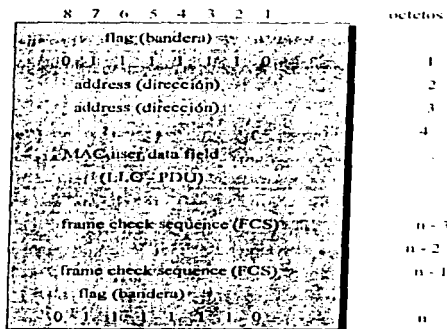 8 7 6 5 4 3 2 1 octetos
flag (bandera)
0 1 1 1 1 1 1 0 1
address (dirección) 2
address (dirección) 3
4
MAC user data field
(LLC - PDU)
frame check sequence (FCS) n - 3
n - 2
frame check sequence (FCS) n - 1
flag (bandera)
0 1 1 1 1 1 1 0 n